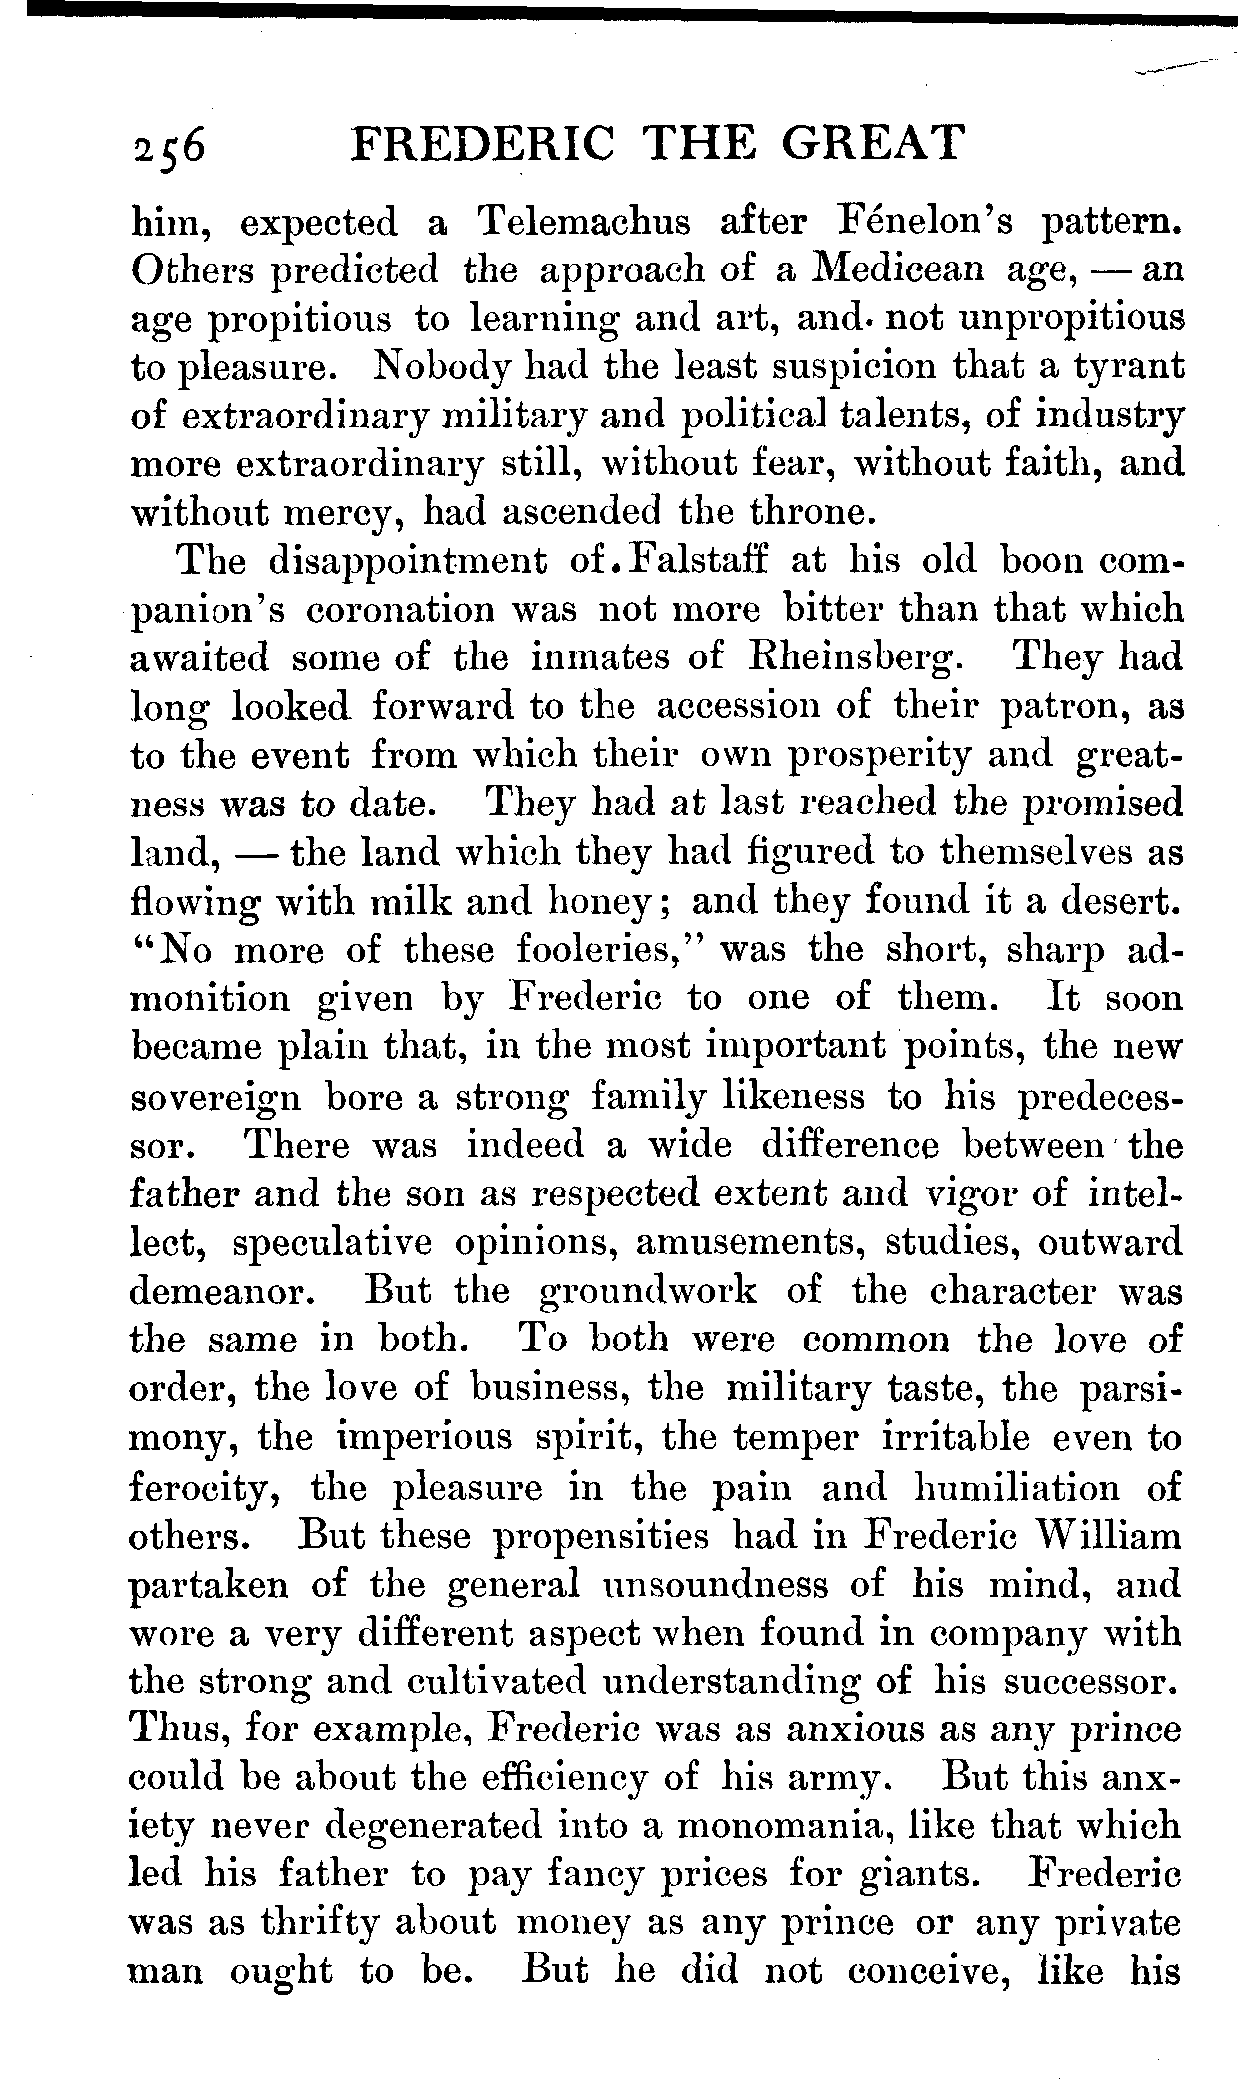 256 FREDERIC THE GREAT
him, expected a Telemachus after Fénelon's pattern.
Others predicted the approach of a Medicean age, — an
age propitious to learning and art, and not unpropitious
to pleasure. Nobody had the least suspicion that a tyrant
of extraordinary military and political talents, of industry
more extraordinary still, without fear, without faith, and
without mercy, had ascended the throne.
The disappointment of Falstaff at his old boon com-
panion's coronation was not more bitter than that which
awaited some of the inmates of Rheinsberg. They had
long looked forward to the accession of their patron, as
to the event from which their own prosperity and great-
ness was to date. They had at last reached the promised
land, — the land which they had figured to themselves as
flowing with milk and honey; and they found it a desert.
"No more of these fooleries," was the short, sharp ad-
monition given by Frederic to one of them. It soon
became plain that, in the most important points, the new
sovereign bore a strong family likeness to his predeces-
sor. There was indeed a wide difference between the
father and the son as respected extent and vigor of intel-
lect, speculative opinions, amusements, studies, outward
demeanor. But the groundwork of the character was
the same in both. To both were common the love of
order, the love of business, the military taste, the parsi-
mony, the imperious spirit, the temper irritable even to
ferocity, the pleasure in the pain and humiliation of
others. But these propensities had in Frederic William
partaken of the general unsoundness of his mind, and
wore a very different aspect when found in company with
the strong and cultivated understanding of his successor.
Thus, for example, Frederic was as anxious as any prince
could be about the efficiency of his army. But this anx-
iety never degenerated into a monomania, like that which
led his father to pay fancy prices for giants. Frederic
was as thrifty about money as any prince or any private
man ought to be. But he did not conceive, like his